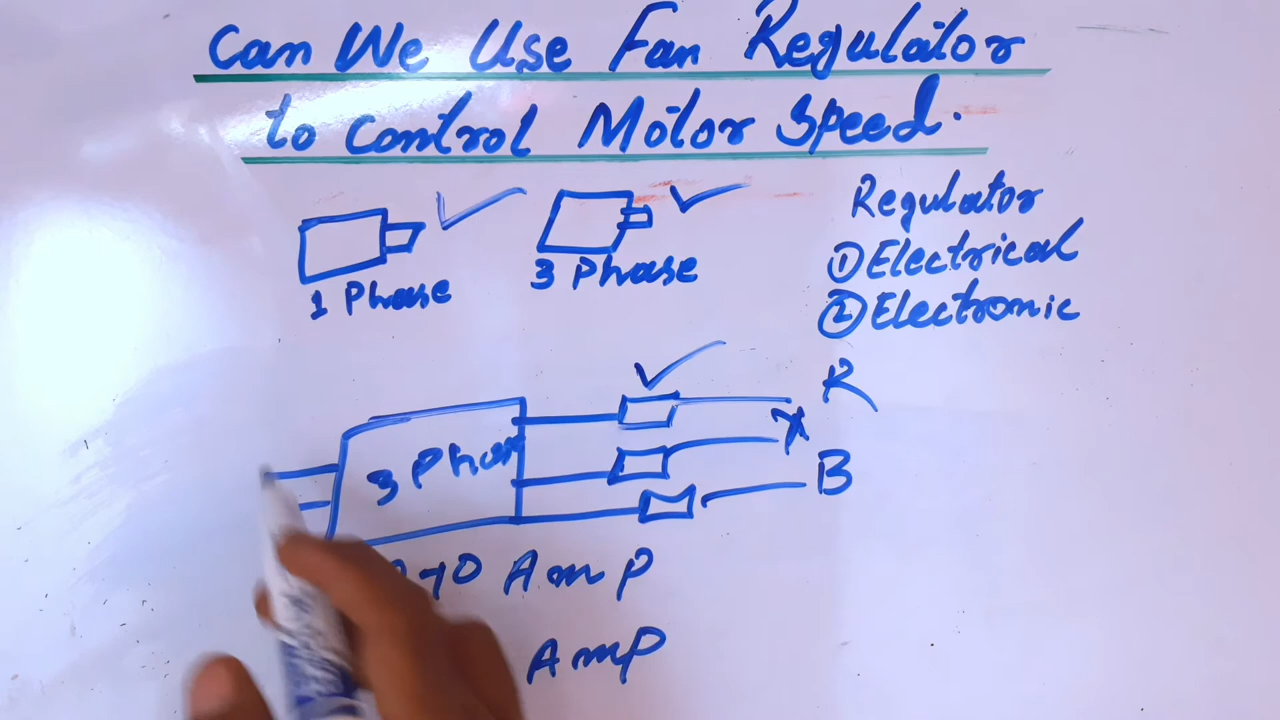 Can We Use Fan Regulator
to Control Motor Speed.
1 Phase
3 Phase
Regulator
① Electrical
② Electronic
R
Y
B
3 Phase
Amp
Amp